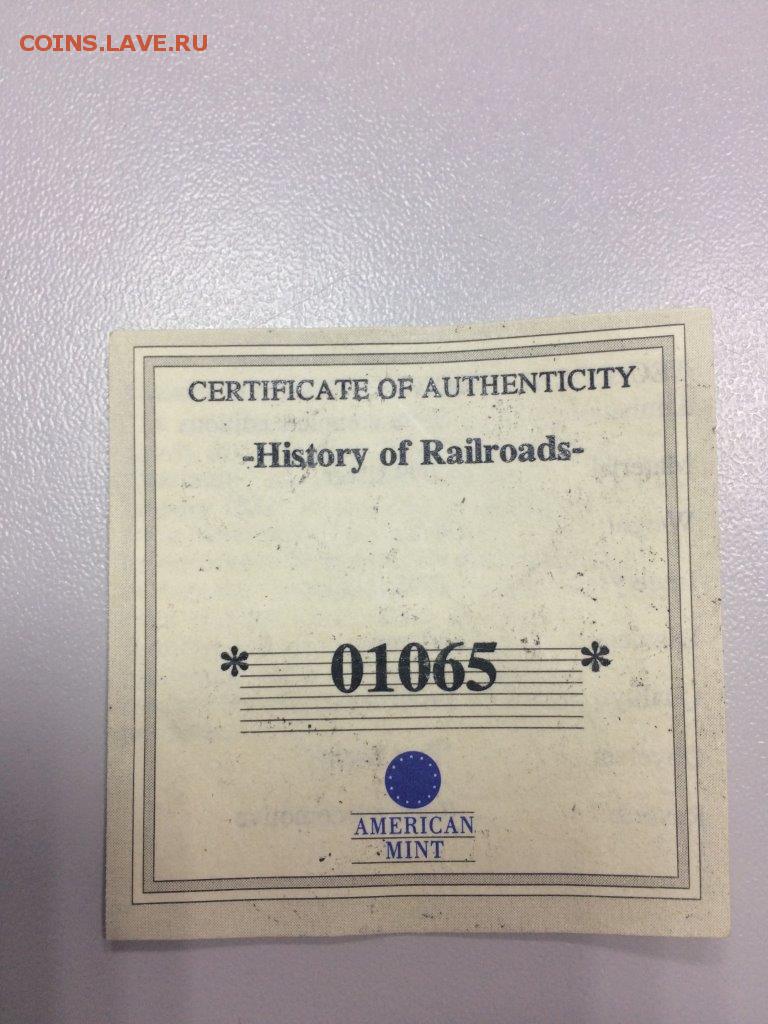 COINS.LAVE.RU
CERTIFICATE OF AUTHENTICITY
-History of Railroads-
* 01065 *
AMERICAN
MINT